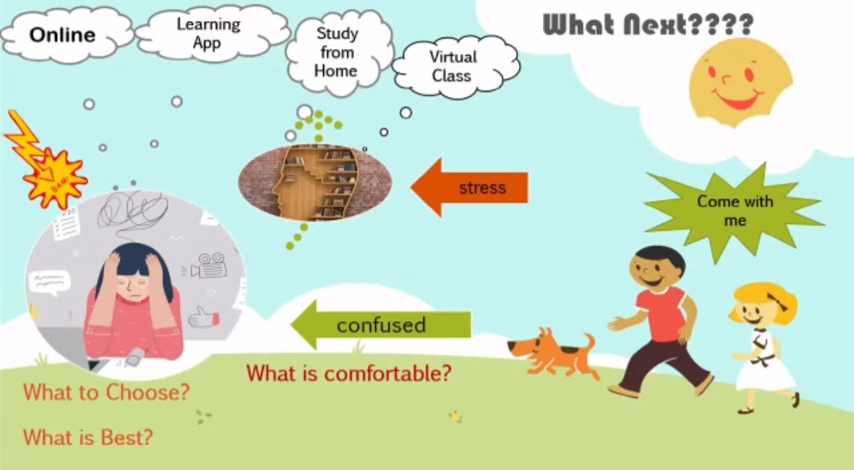 Online
Learning
App
Study
from
Home
Virtual
Class
What Next????
BAM!
stress
Come with
me
confused
What is comfortable?
What to Choose?
What is Best?